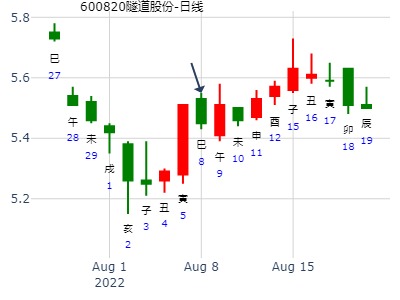 600820隧道股份-日线
5.8
5.6
5.4
5.2
巳
27
午
28
未
29
戌
1
亥
2
子
3
丑
4
寅
5
巳
8
午
9
未
10
申
11
酉
12
子
15
丑
16
寅
17
卯
18
辰
19
Aug 1
2022
Aug 8
Aug 15